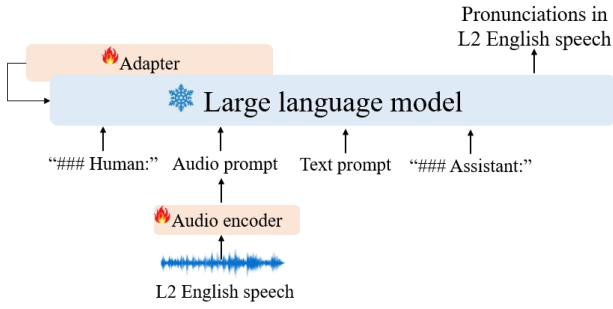 Pronunciations in
L2 English speech
Adapter
Large language model
“### Human:”
Audio prompt
Text prompt
“### Assistant:”
Audio encoder
L2 English speech